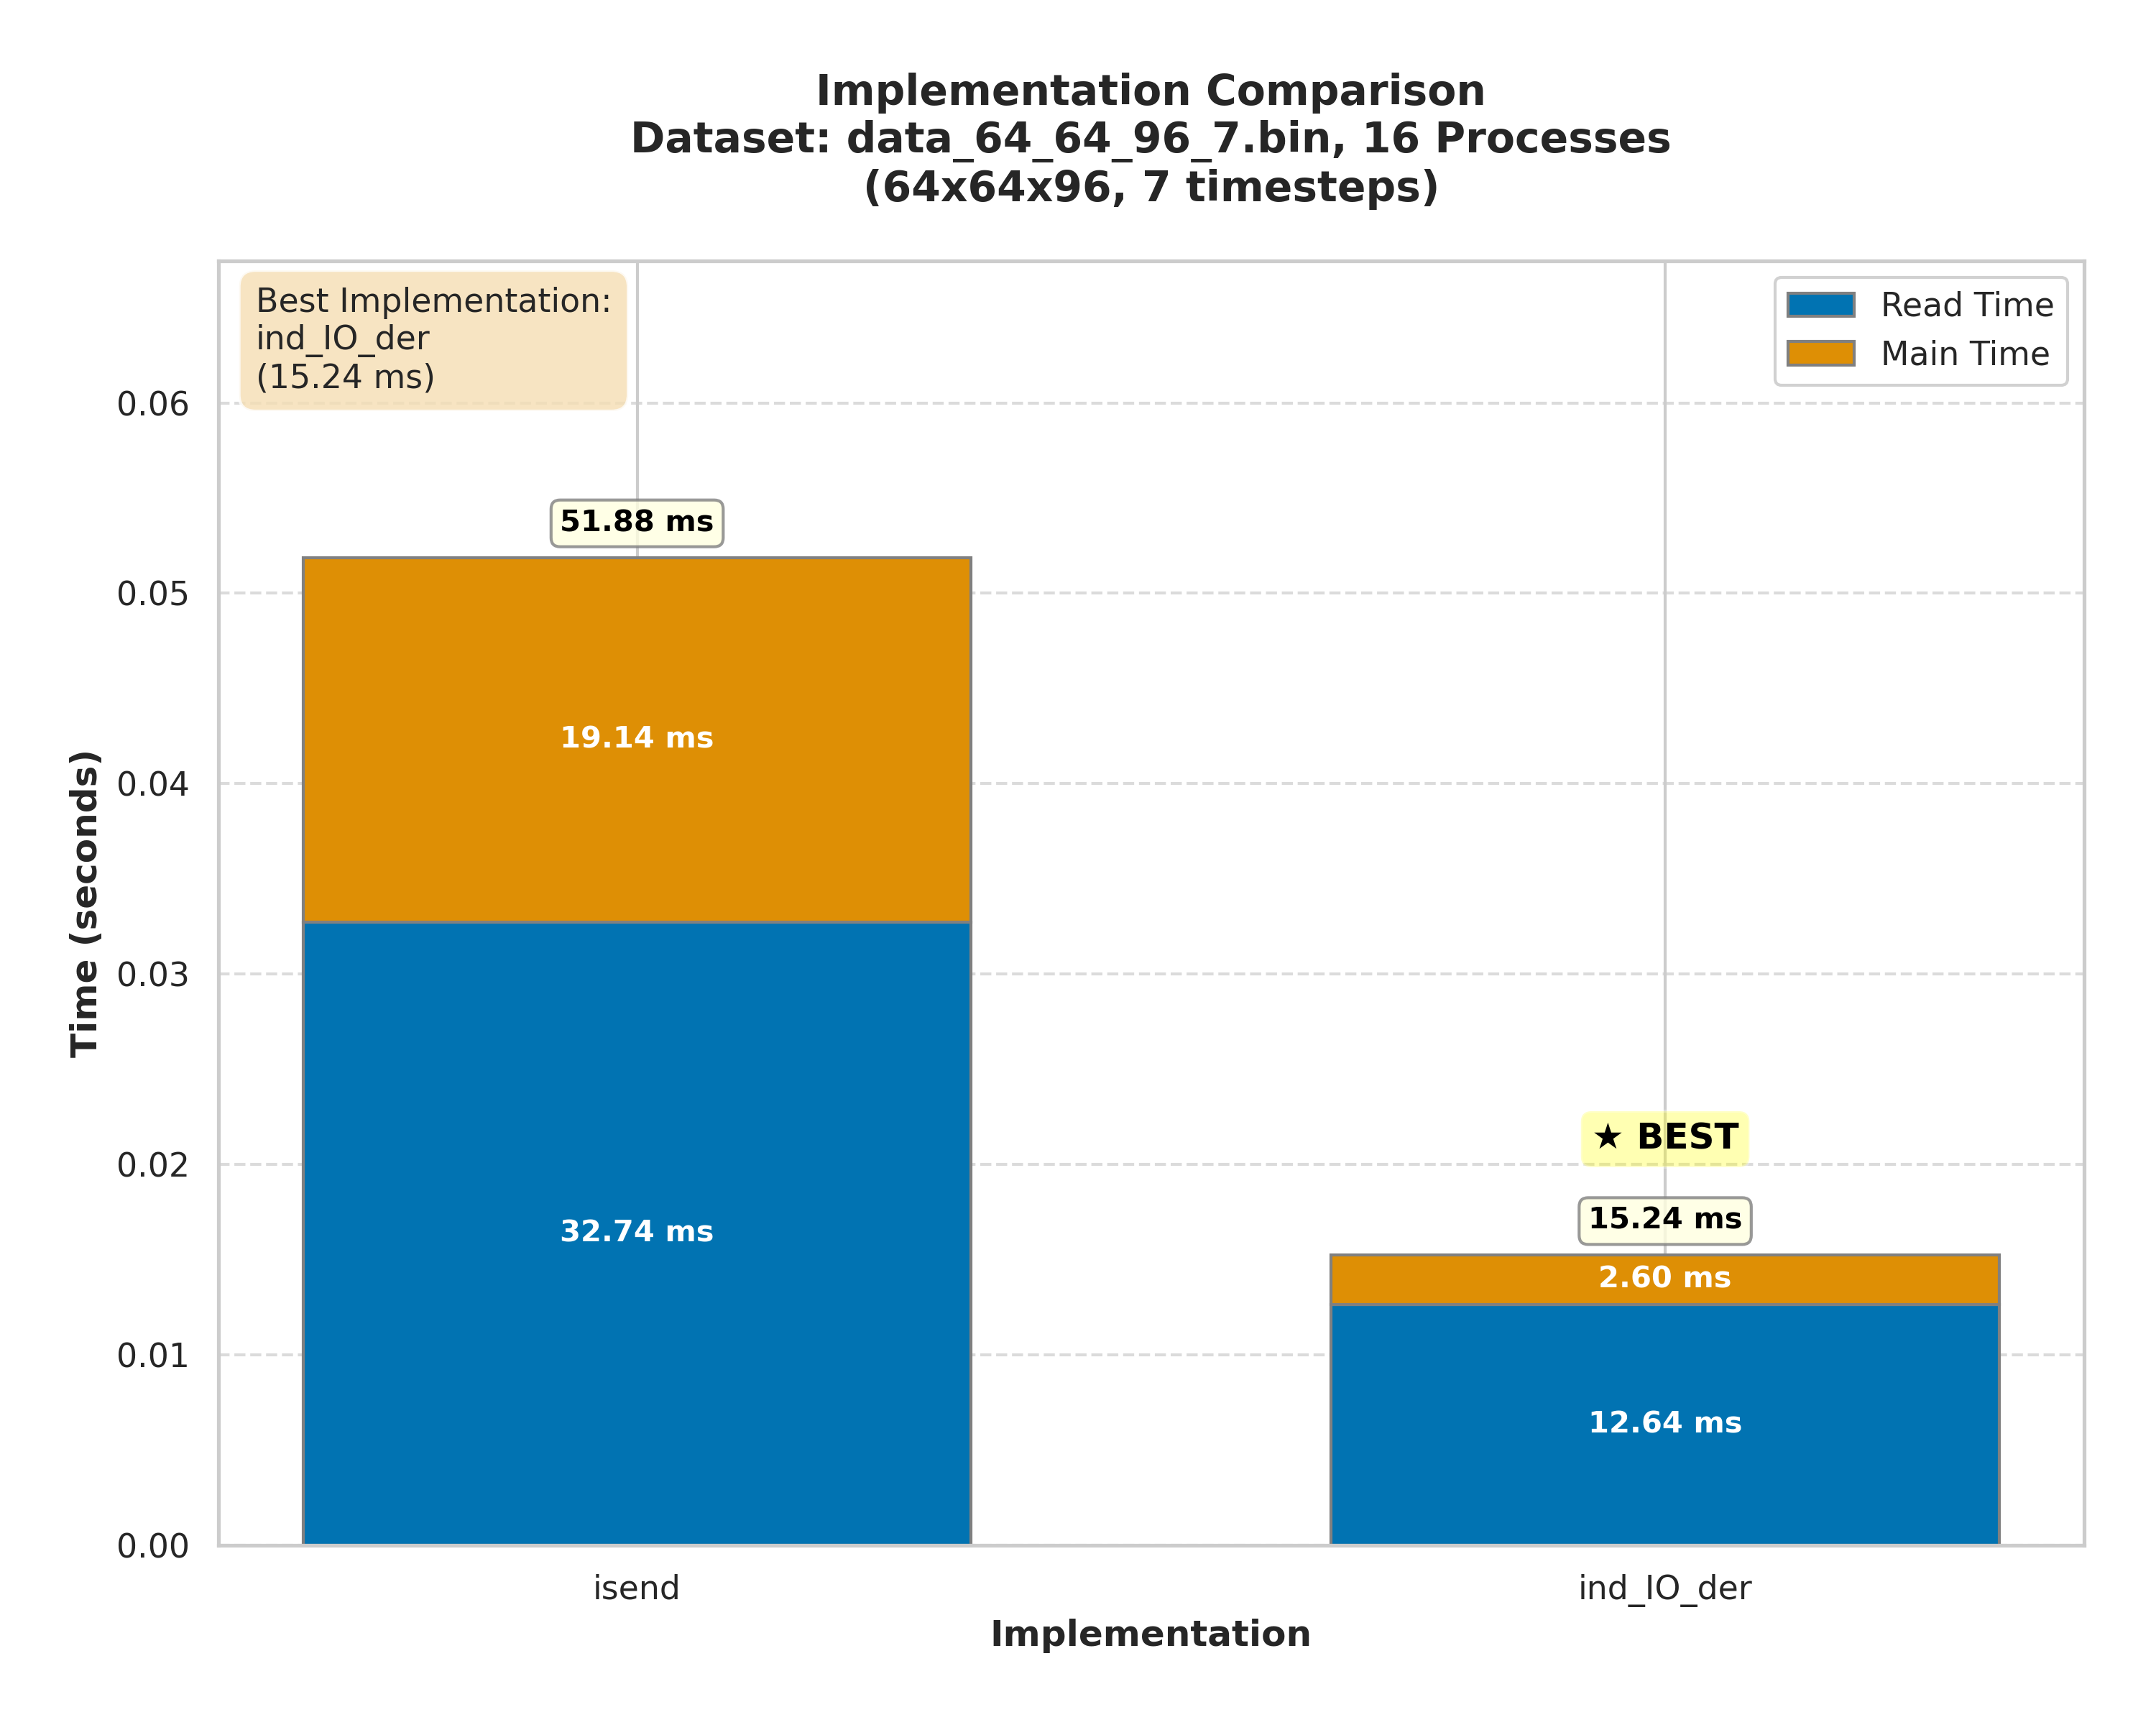 Implementation Comparison
Dataset: data_64_64_96_7.bin, 16 Processes
(64x64x96, 7 timesteps)
Best Implementation:
ind_IO_der
(15.24 ms)
Read Time
Main Time
0.06
0.05
0.04
0.03
0.02
0.01
0.00
Time (seconds)
51.88 ms
19.14 ms
32.74 ms
★ BEST
15.24 ms
2.60 ms
12.64 ms
isend
ind_IO_der
Implementation